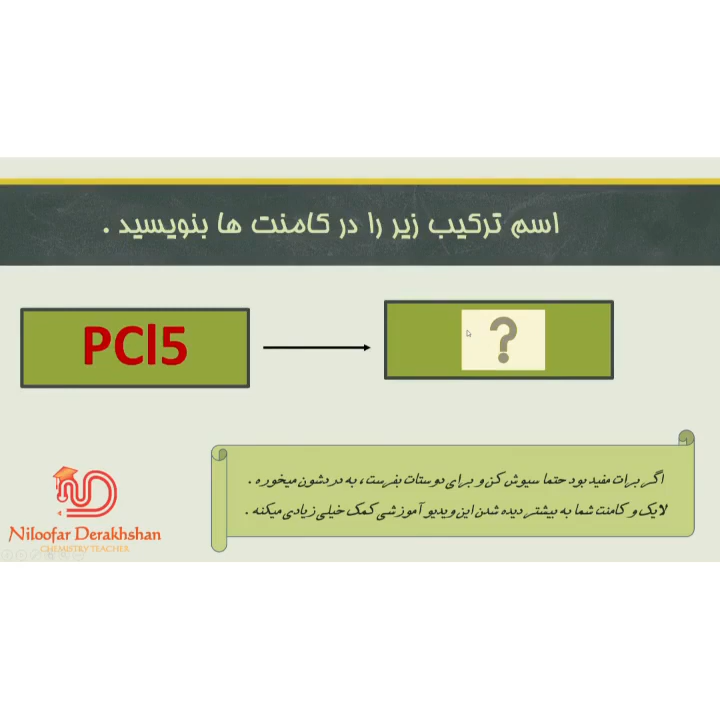 اسم ترکیب زیر را در کامنت ها بنویسید .
PCl5
?
اگر برات مفید بود حتما سیوش کن و برای دوستات بفرست، به دردشون میخوره .
لایک و کامنت شما به بیشتر دیده شدن این ویدیو آموزشی کمک خیلی زیادی میکنه .
Niloofar Derakhshan
CHEMISTRY TEACHER